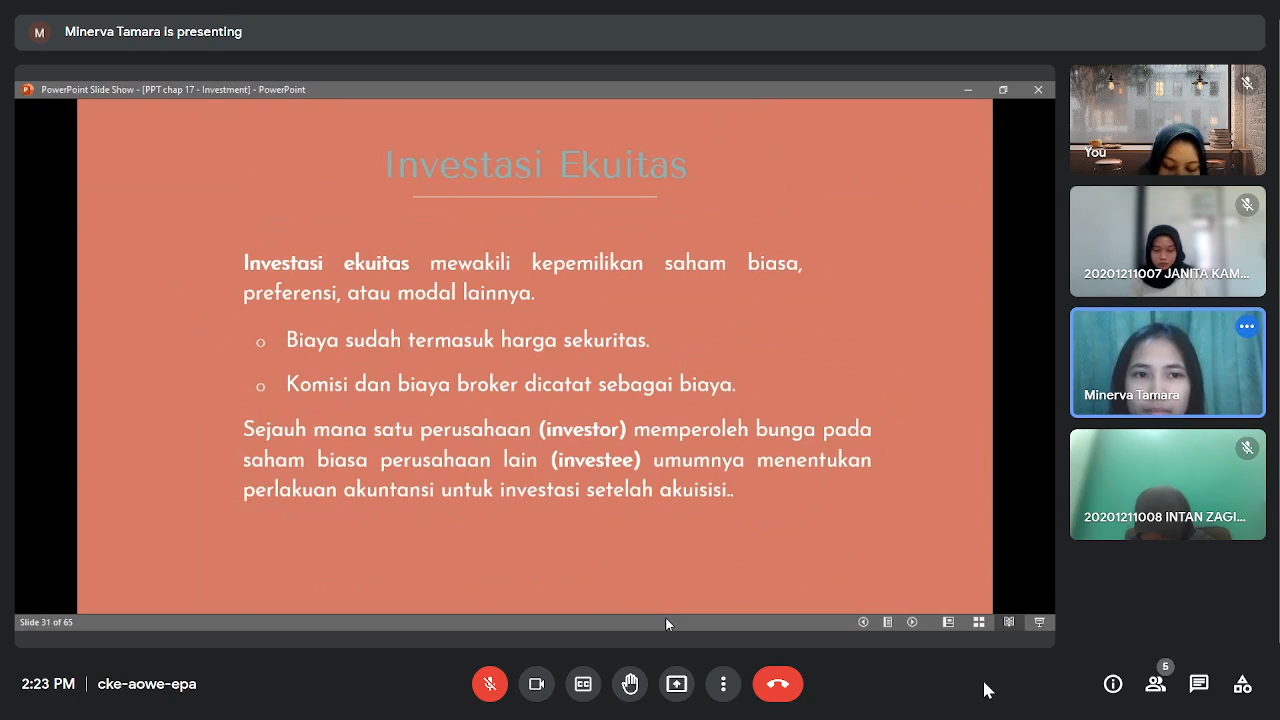 M Minerva Tamara is presenting
PowerPoint Slide Show - [PPT chap 17 - Investment] - PowerPoint
Investasi Ekuitas
Investasi ekuitas mewakili kepemilikan saham biasa,
preferensi, atau modal lainnya.
o Biaya sudah termasuk harga sekuritas.
o Komisi dan biaya broker dicatat sebagai biaya.
Sejauh mana satu perusahaan (investor) memperoleh bunga pada
saham biasa perusahaan lain (investee) umumnya menentukan
perlakuan akuntansi untuk investasi setelah akuisisi..
Slide 31 of 65
You
20201211007 JANITA KAM...
Minerva Tamara
20201211008 INTAN ZAGI...
2:23 PM | cke-aowe-epa
CC
5